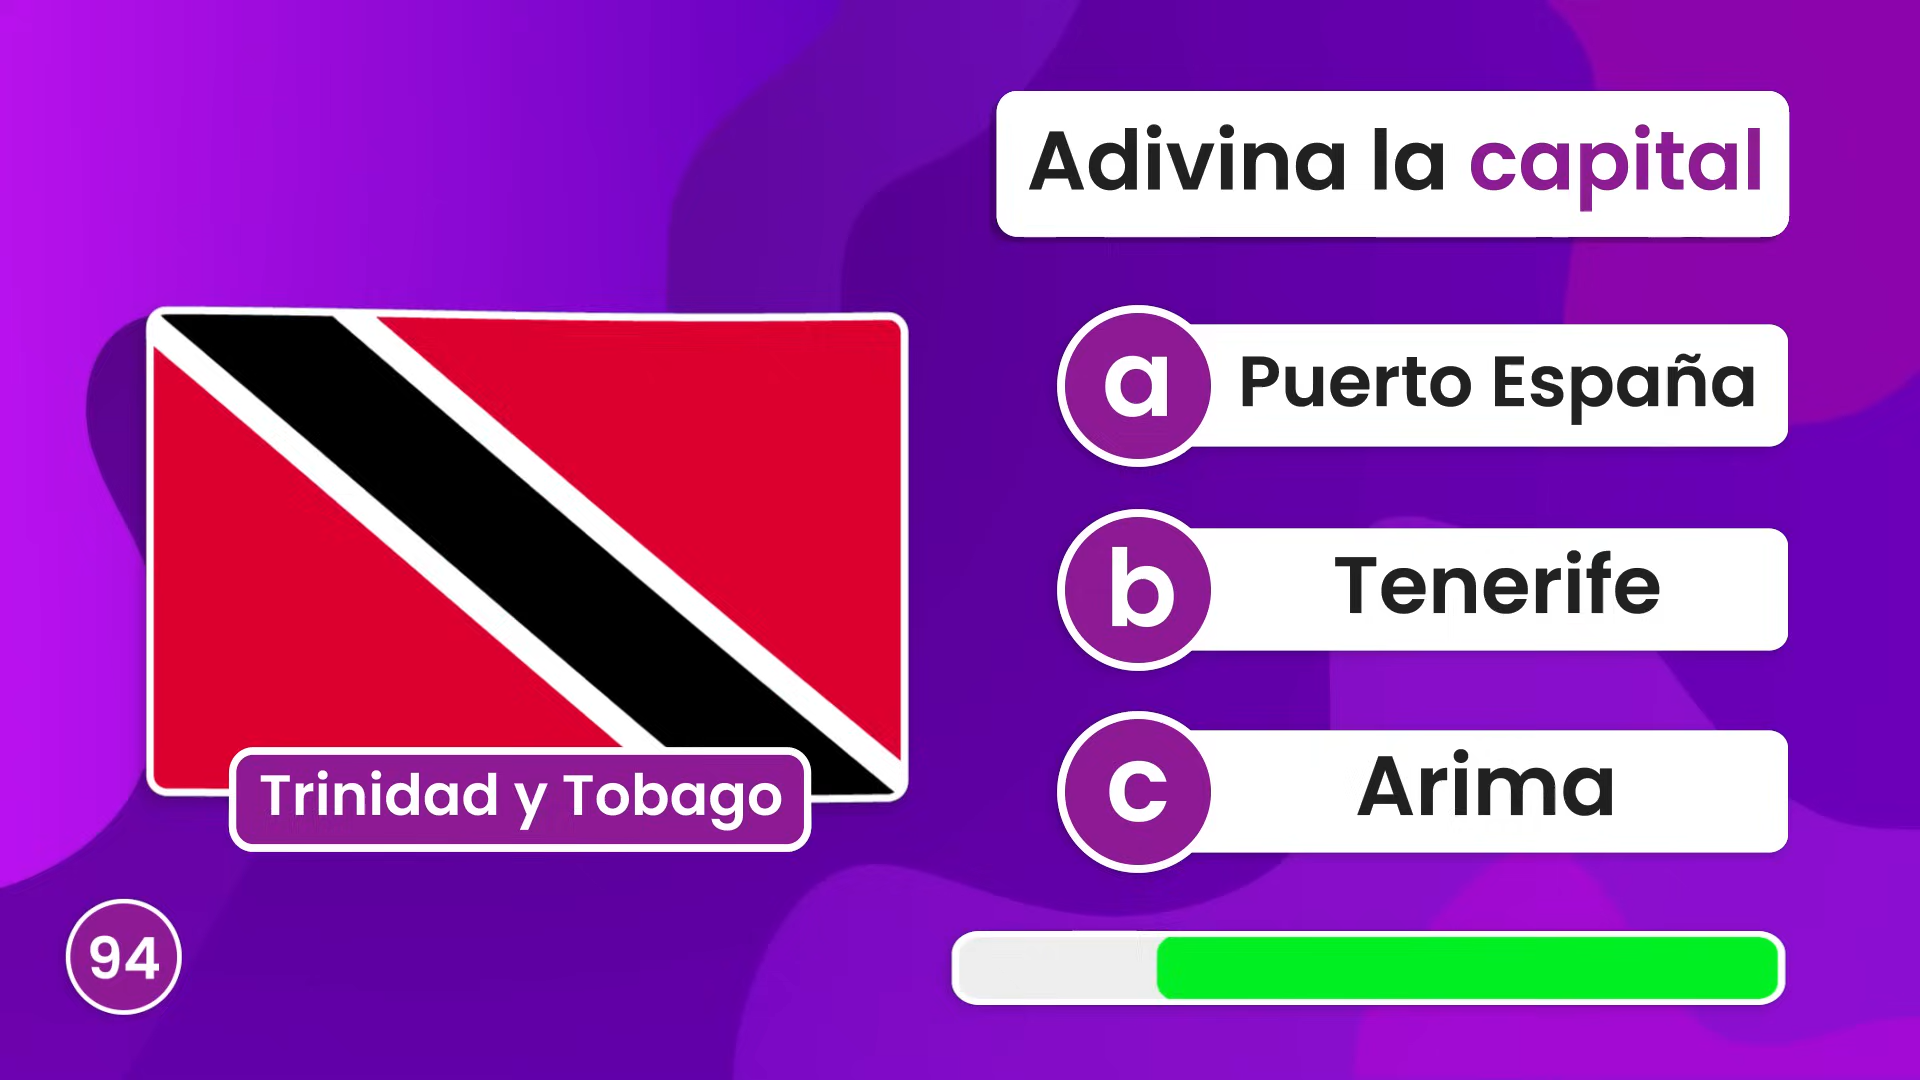 Adivina la capital
a Puerto España
b Tenerife
c Arima
Trinidad y Tobago
94